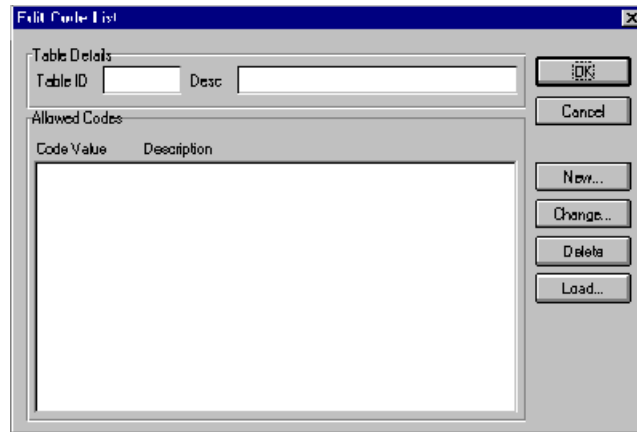 Edit Code List
Table Details
Table ID
Desc
OK
Cancel
Allowed Codes
Code Value
Description
New...
Change...
Delete
Load...